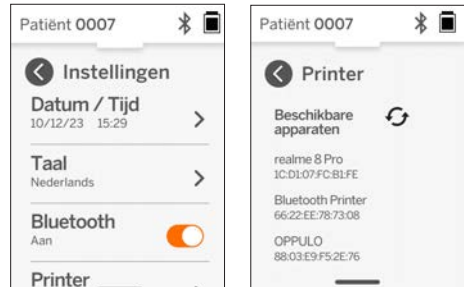 Patiënt 0007
Instellingen
Datum / Tijd
10/12/23 15:29
Taal
Nederlands
Bluetooth
Aan
Printer
Patiënt 0007
Printer
Beschikbare
apparaten
realme 8 Pro
1C:D1:07:FC:B1:FE
Bluetooth Printer
66:22:EE:78:73:08
OPPULO
88:03:E9:F5:2E:76